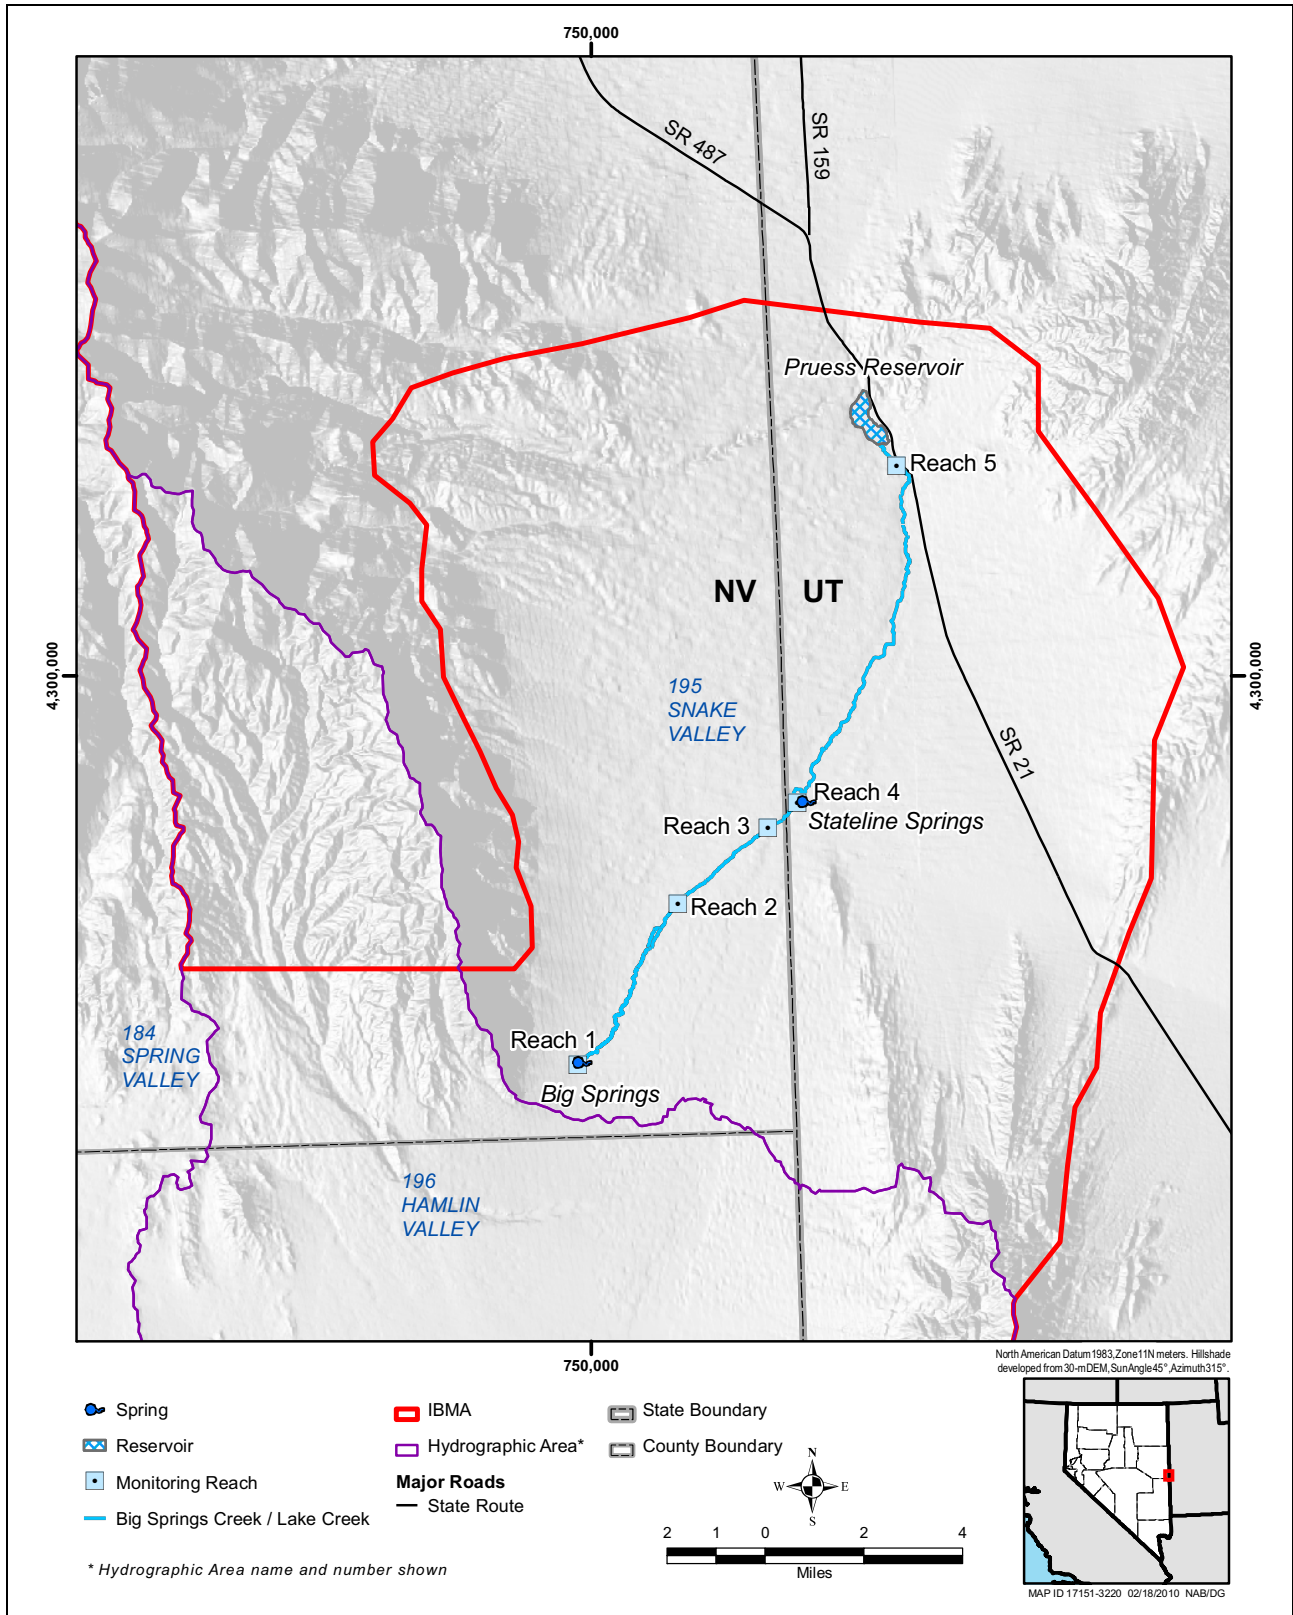 750,000
SR 487
SR 159
Pruess Reservoir
Reach 5
NV UT
4,300,000
4,300,000
195
SNAKE
VALLEY
SR 21
Reach 4
Stateline Springs
Reach 3
Reach 2
Reach 1
Big Springs
184
SPRING
VALLEY
196
HAMLIN
VALLEY
750,000
North American Datum 1983, Zone 11N meters. Hillshade
developed from 30-m DEM, Sun Angle 45°, Azimuth 315°.
Spring
Reservoir
Monitoring Reach
Big Springs Creek / Lake Creek
IBMA
Hydrographic Area*
Major Roads
State Route
State Boundary
County Boundary
N
W E
S
2 1 0 2 4
Miles
* Hydrographic Area name and number shown
MAP ID 17151-3220 02/18/2010 NAB/DG